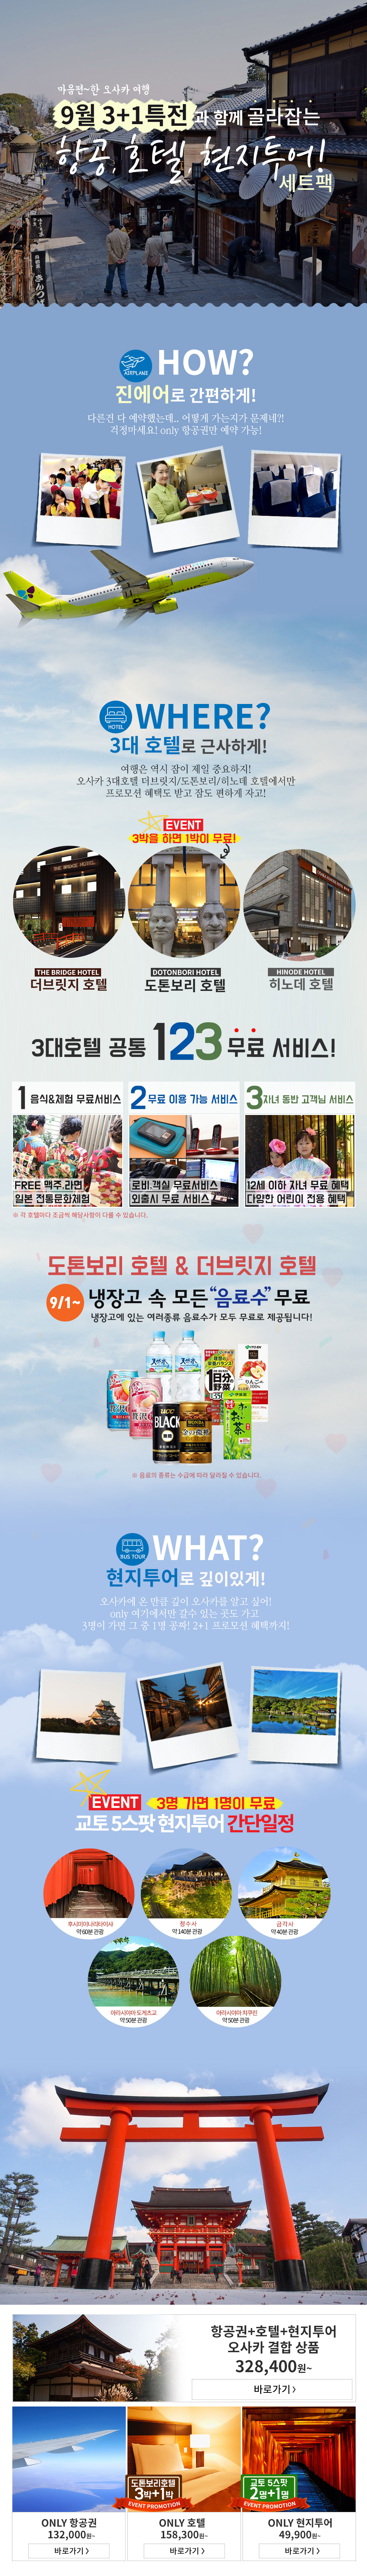 마음편~한 오사카 여행
9월 3+1특전과 함께 골라잡는
항공, 호텔, 현지투어!
세트팩
AIRPLANE
HOW?
진에어로 간편하게!
다른건 다 예약했는데.. 어떻게 가는지가 문제네?!
걱정마세요! only 항공권만 예약 가능!
HOTEL
WHERE?
3대 호텔로 근사하게!
여행은 역시 잠이 제일 중요하지!
오사카 3대호텔 더브릿지/도톤보리/히노데 호텔에서만
프로모션 혜택도 받고 잠도 편하게 자고!
EVENT
3박을 하면 1박이 무료!
THE BRIDGE HOTEL
THE BRIDGE HOTEL
더브릿지 호텔
DOTONBORI HOTEL
도톤보리 호텔
HINODE HOTEL
히노데 호텔
3대호텔 공통 123 무료 서비스!
1 음식&체험 무료서비스
FREE 맥주,라면
일본 전통문화체험
2 무료 이용 가능 서비스
로비,객실 무료서비스
외출시 무료 서비스
3 자녀 동반 고객님 서비스
12세 이하 자녀 무료 혜택
다양한 어린이 전용 혜택
※ 각 호텔마다 조금씩 해당사항이 다를 수 있습니다.
도톤보리 호텔 & 더브릿지 호텔
9/1~
냉장고 속 모든 “음료수” 무료
냉장고에 있는 여러종류 음료수가 모두 무료로 제공됩니다!
天然水
天然水
1日分
野菜
りんご
UCC
BLACK
無糖
GOLD
お~いお茶
※ 음료의 종류는 수급에 따라 달라질 수 있습니다.
BUS TOUR
WHAT?
현지투어로 깊이있게!
오사카에 온 만큼 깊이 오사카를 알고 싶어!
only 여기에서만 갈수 있는 곳도 가고
3명이 가면 그 중 1명 공짜! 2+1 프로모션 혜택까지!
EVENT
3명 가면 1명이 무료!
교토 5스팟 현지투어 간단일정
후시미이나리타이샤
약 60분 관광
청수사
약 140분 관광
금각사
약 40분 관광
아라시야마 도게츠교
약 50분 관광
아라시야마 치쿠린
약 50분 관광
항공권+호텔+현지투어
오사카 결합 상품
328,400원~
바로가기 >
도톤보리호텔
3박+1박
EVENT PROMOTION
교토 5스팟
2명+1명
EVENT PROMOTION
ONLY 항공권
132,000원~
바로가기 >
ONLY 호텔
158,300원~
바로가기 >
ONLY 현지투어
49,900원~
바로가기 >